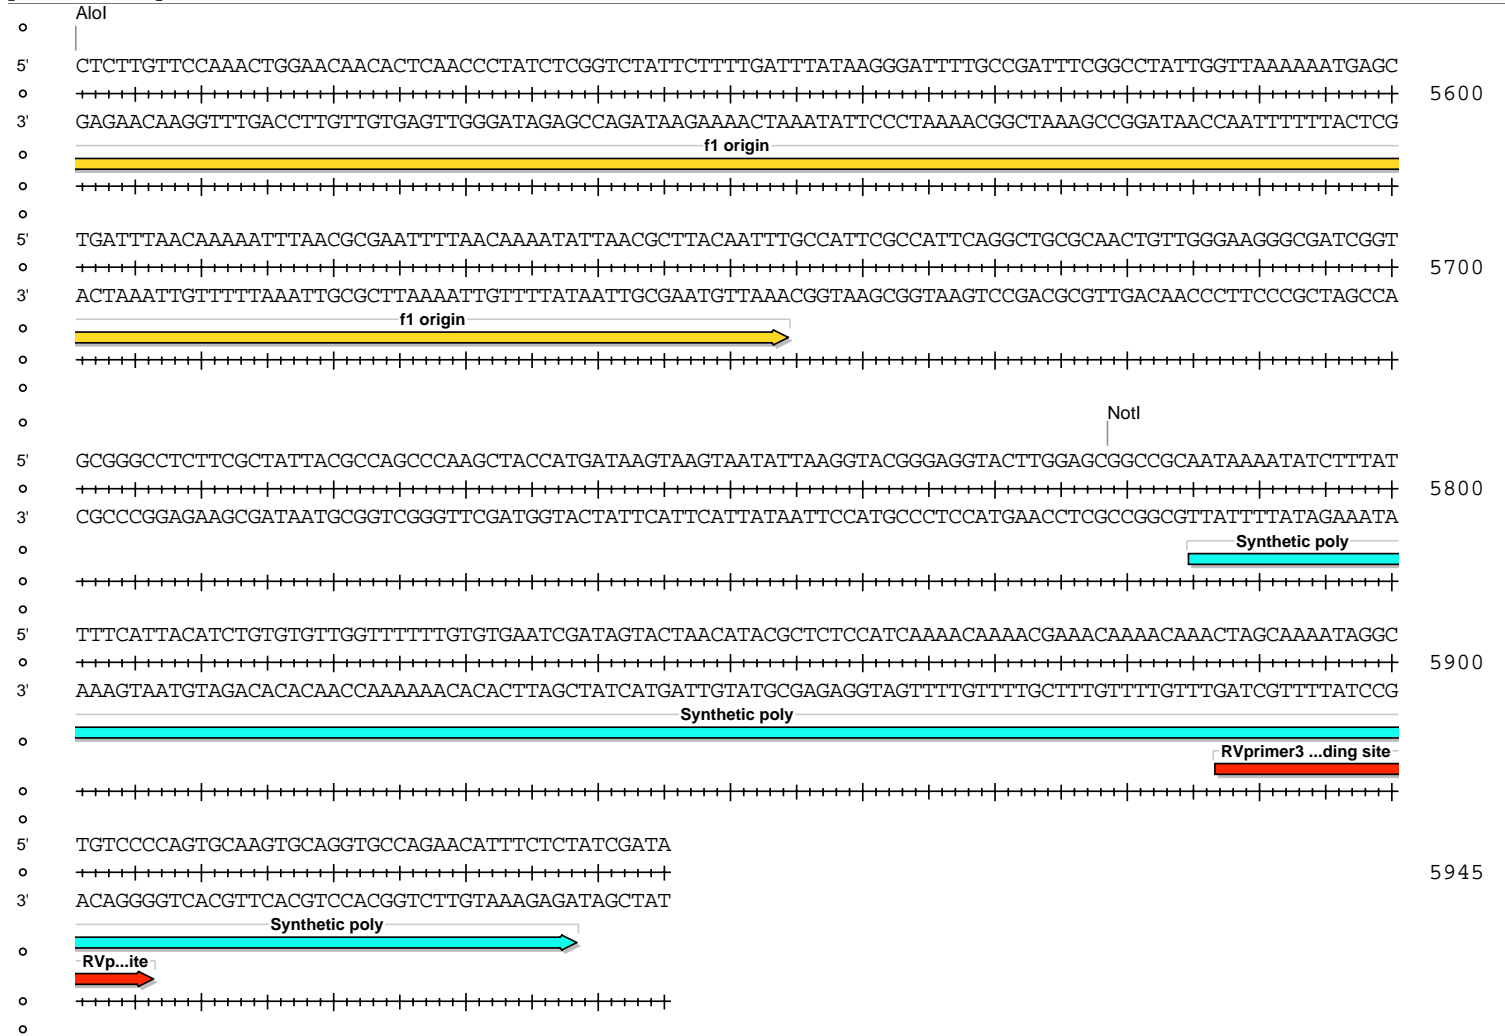 AloI
5' CTCTTGTTCCAAACTGGAACAACACTCAACCCTATCTCGGTCTATTCTTTTGATTTATAAGGGATTTTGCCGATTTCGGCCTATTGGTTAAAAAATGAGC
5600
3' GAGAACAAGGTTTGACCTTGTTGTGAGTTGGGATAGAGCCAGATAAGAAAACTAAATATTCCCTAAAACGGCTAAAGCCGGATAACCAATTTTTTACTCG
f1 origin
5' TGATTTAACAAAAATTTAACGCGAATTTTAACAAAATATTAACGCTTACAATTTGCCATTCGCCATTCAGGCTGCGCAACTGTTGGGAAGGGCGATCGGT
5700
3' ACTAAATTGTTTTTAAATTGCGCTTAAAATTGTTTTATAATTGCGAATGTTAAACGGTAAGCGGTAAGTCCGACGCGTTGACAACCCTTCCCGCTAGCCA
f1 origin
NotI
5' GCGGGCCTCTTCGCTATTACGCCAGCCCAAGCTACCATGATAAGTAAGTAATATTAAGGTACGGGAGGTACTTGGAGCGGCCGCAATAAAATATCTTTAT
5800
3' CGCCCGGAGAAGCGATAATGCGGTCGGGTTCGATGGTACTATTCATTCATTATAATTCCATGCCCTCCATGAACCTCGCCGGCGTTATTTTATAGAAATA
Synthetic poly
5' TTTCATTACATCTGTGTGTTGGTTTTTTGTGTGAATCGATAGTACTAACATACGCTCTCCATCAAAACAAAACGAAACAAAACAAACTAGCAAAATAGGC
5900
3' AAAGTAATGTAGACACACAACCAAAAAACACACTTAGCTATCATGATTGTATGCGAGAGGTAGTTTTGTTTTGCTTTGTTTTGTTTGATCGTTTTATCCG
Synthetic poly
RVprimer3 ...ding site
5' TGTCCCCAGTGCAAGTGCAGGTGCCAGAACATTTCTCTATCGATA
5945
3' ACAGGGGTCACGTTCACGTCCACGGTCTTGTAAAGAGATAGCTAT
Synthetic poly
RVp...ite